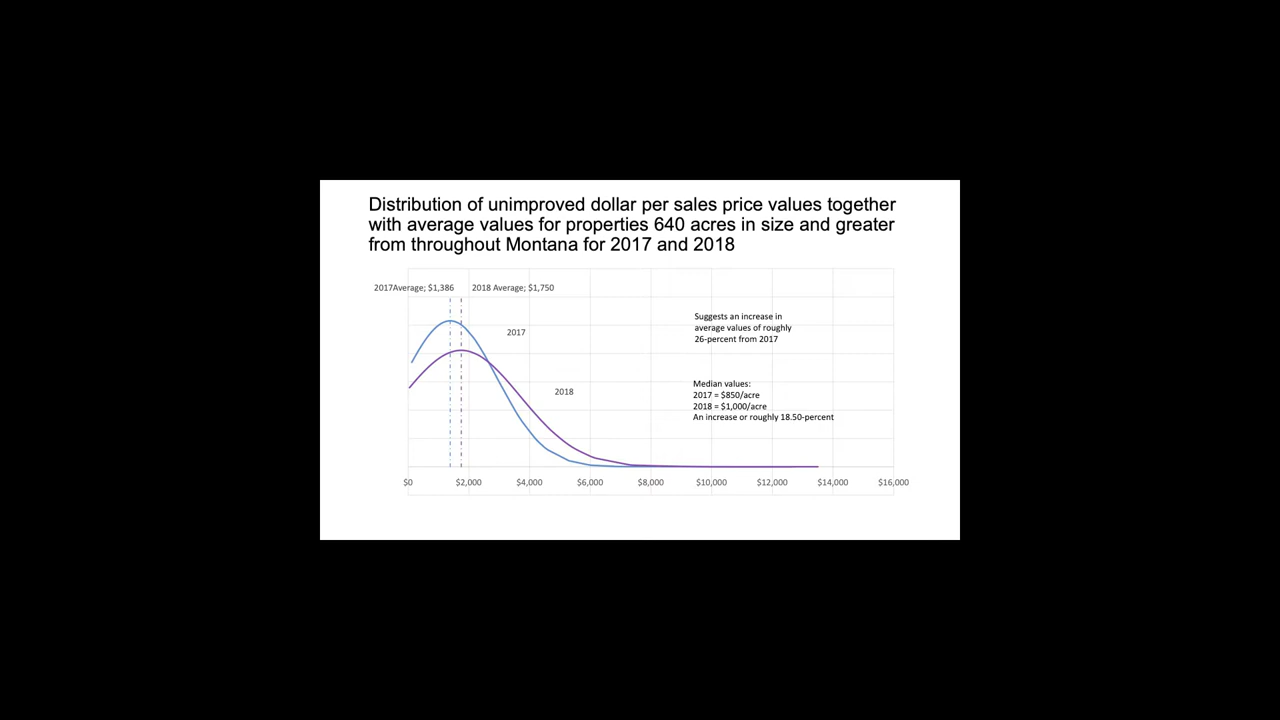 Distribution of unimproved dollar per sales price values together
with average values for properties 640 acres in size and greater
from throughout Montana for 2017 and 2018
2017Average; $1,386
2018 Average; $1,750
2017
2018
Suggests an increase in
average values of roughly
26-percent from 2017
Median values:
2017 = $850/acre
2018 = $1,000/acre
An increase or roughly 18.50-percent
$0
$2,000
$4,000
$6,000
$8,000
$10,000
$12,000
$14,000
$16,000